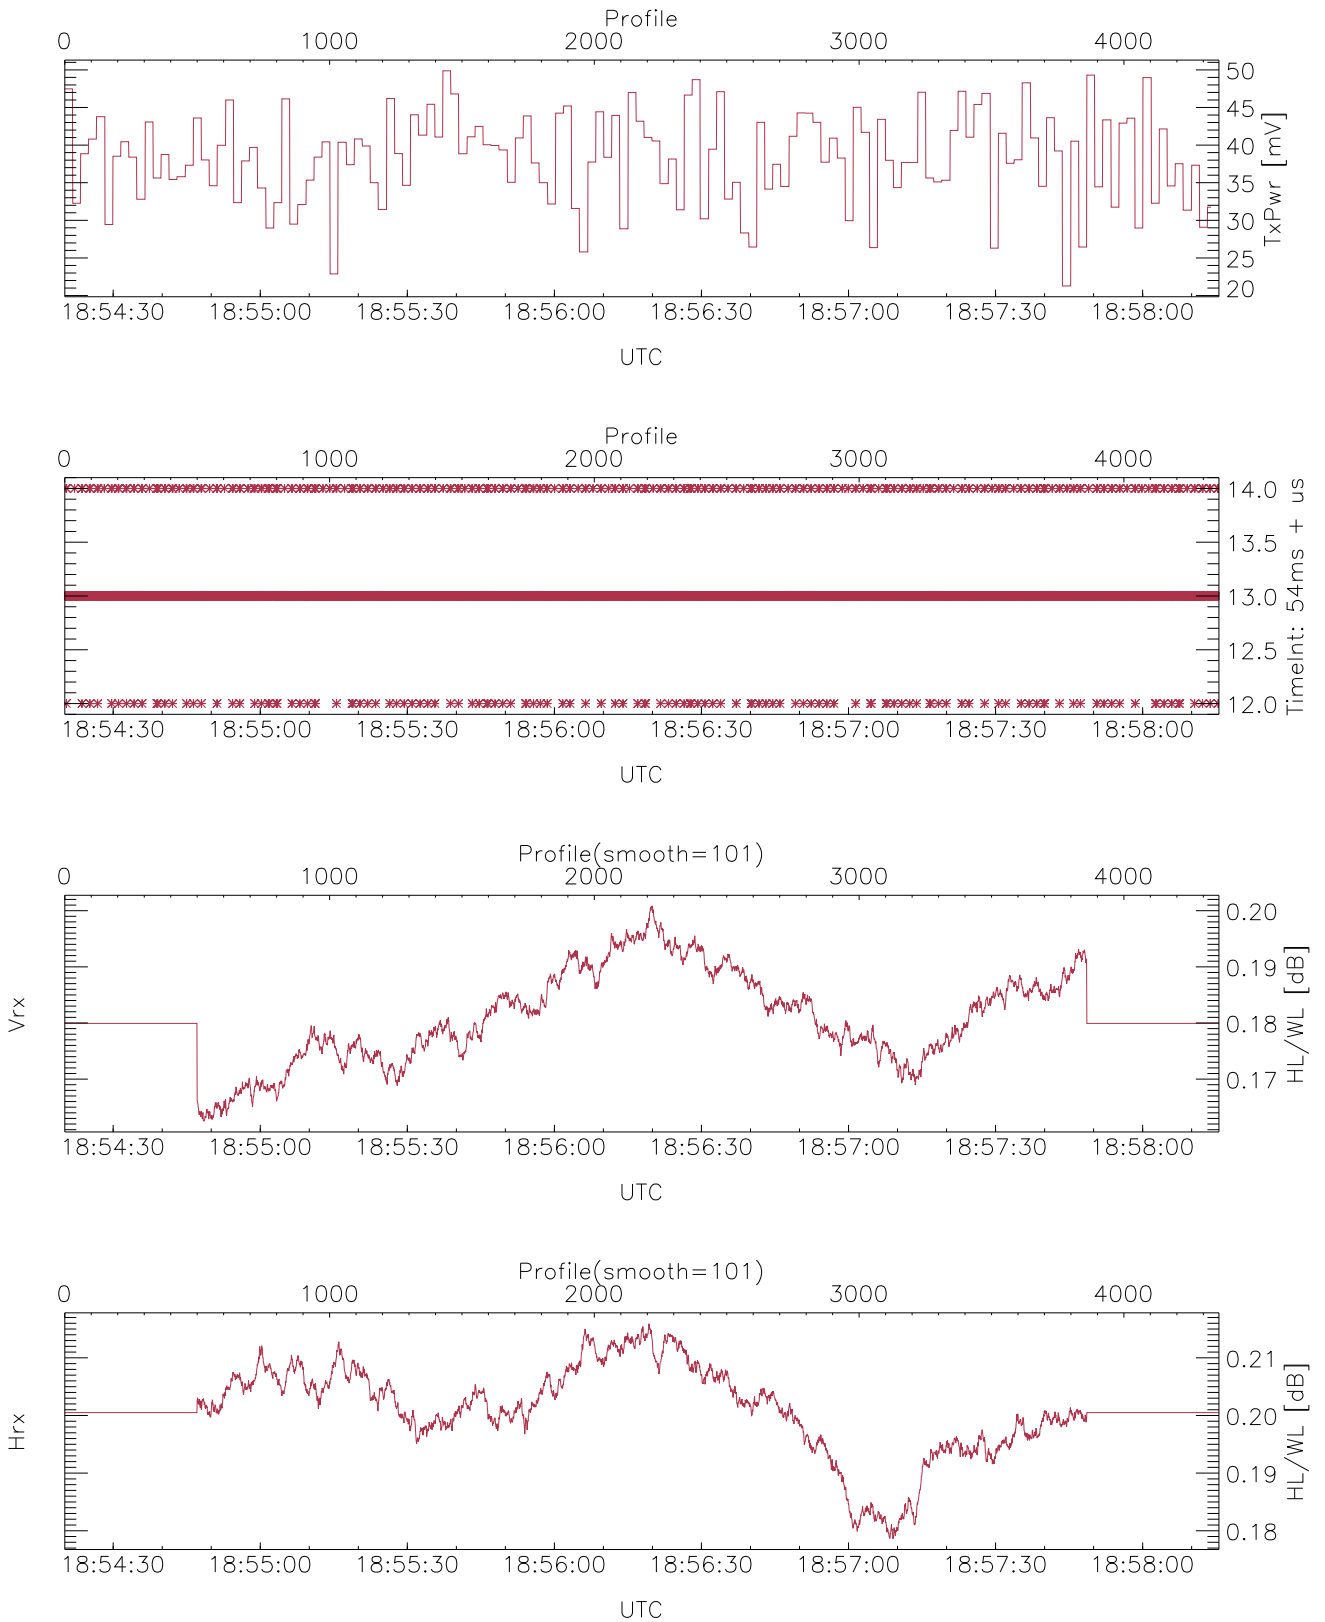 Profile
0 1000 2000 3000 4000
50
45
40
35
30
25
20
TxPwr [mV]
18:54:30 18:55:00 18:55:30 18:56:00 18:56:30 18:57:00 18:57:30 18:58:00
UTC
Profile
0 1000 2000 3000 4000
14.0
13.5
13.0
12.5
12.0
TimeInt: 54ms + us
18:54:30 18:55:00 18:55:30 18:56:00 18:56:30 18:57:00 18:57:30 18:58:00
UTC
Profile(smooth=101)
0 1000 2000 3000 4000
Vrx
0.20
0.19
0.18
0.17
HL/WL [dB]
18:54:30 18:55:00 18:55:30 18:56:00 18:56:30 18:57:00 18:57:30 18:58:00
UTC
Profile(smooth=101)
0 1000 2000 3000 4000
Hrx
0.21
0.20
0.19
0.18
HL/WL [dB]
18:54:30 18:55:00 18:55:30 18:56:00 18:56:30 18:57:00 18:57:30 18:58:00
UTC